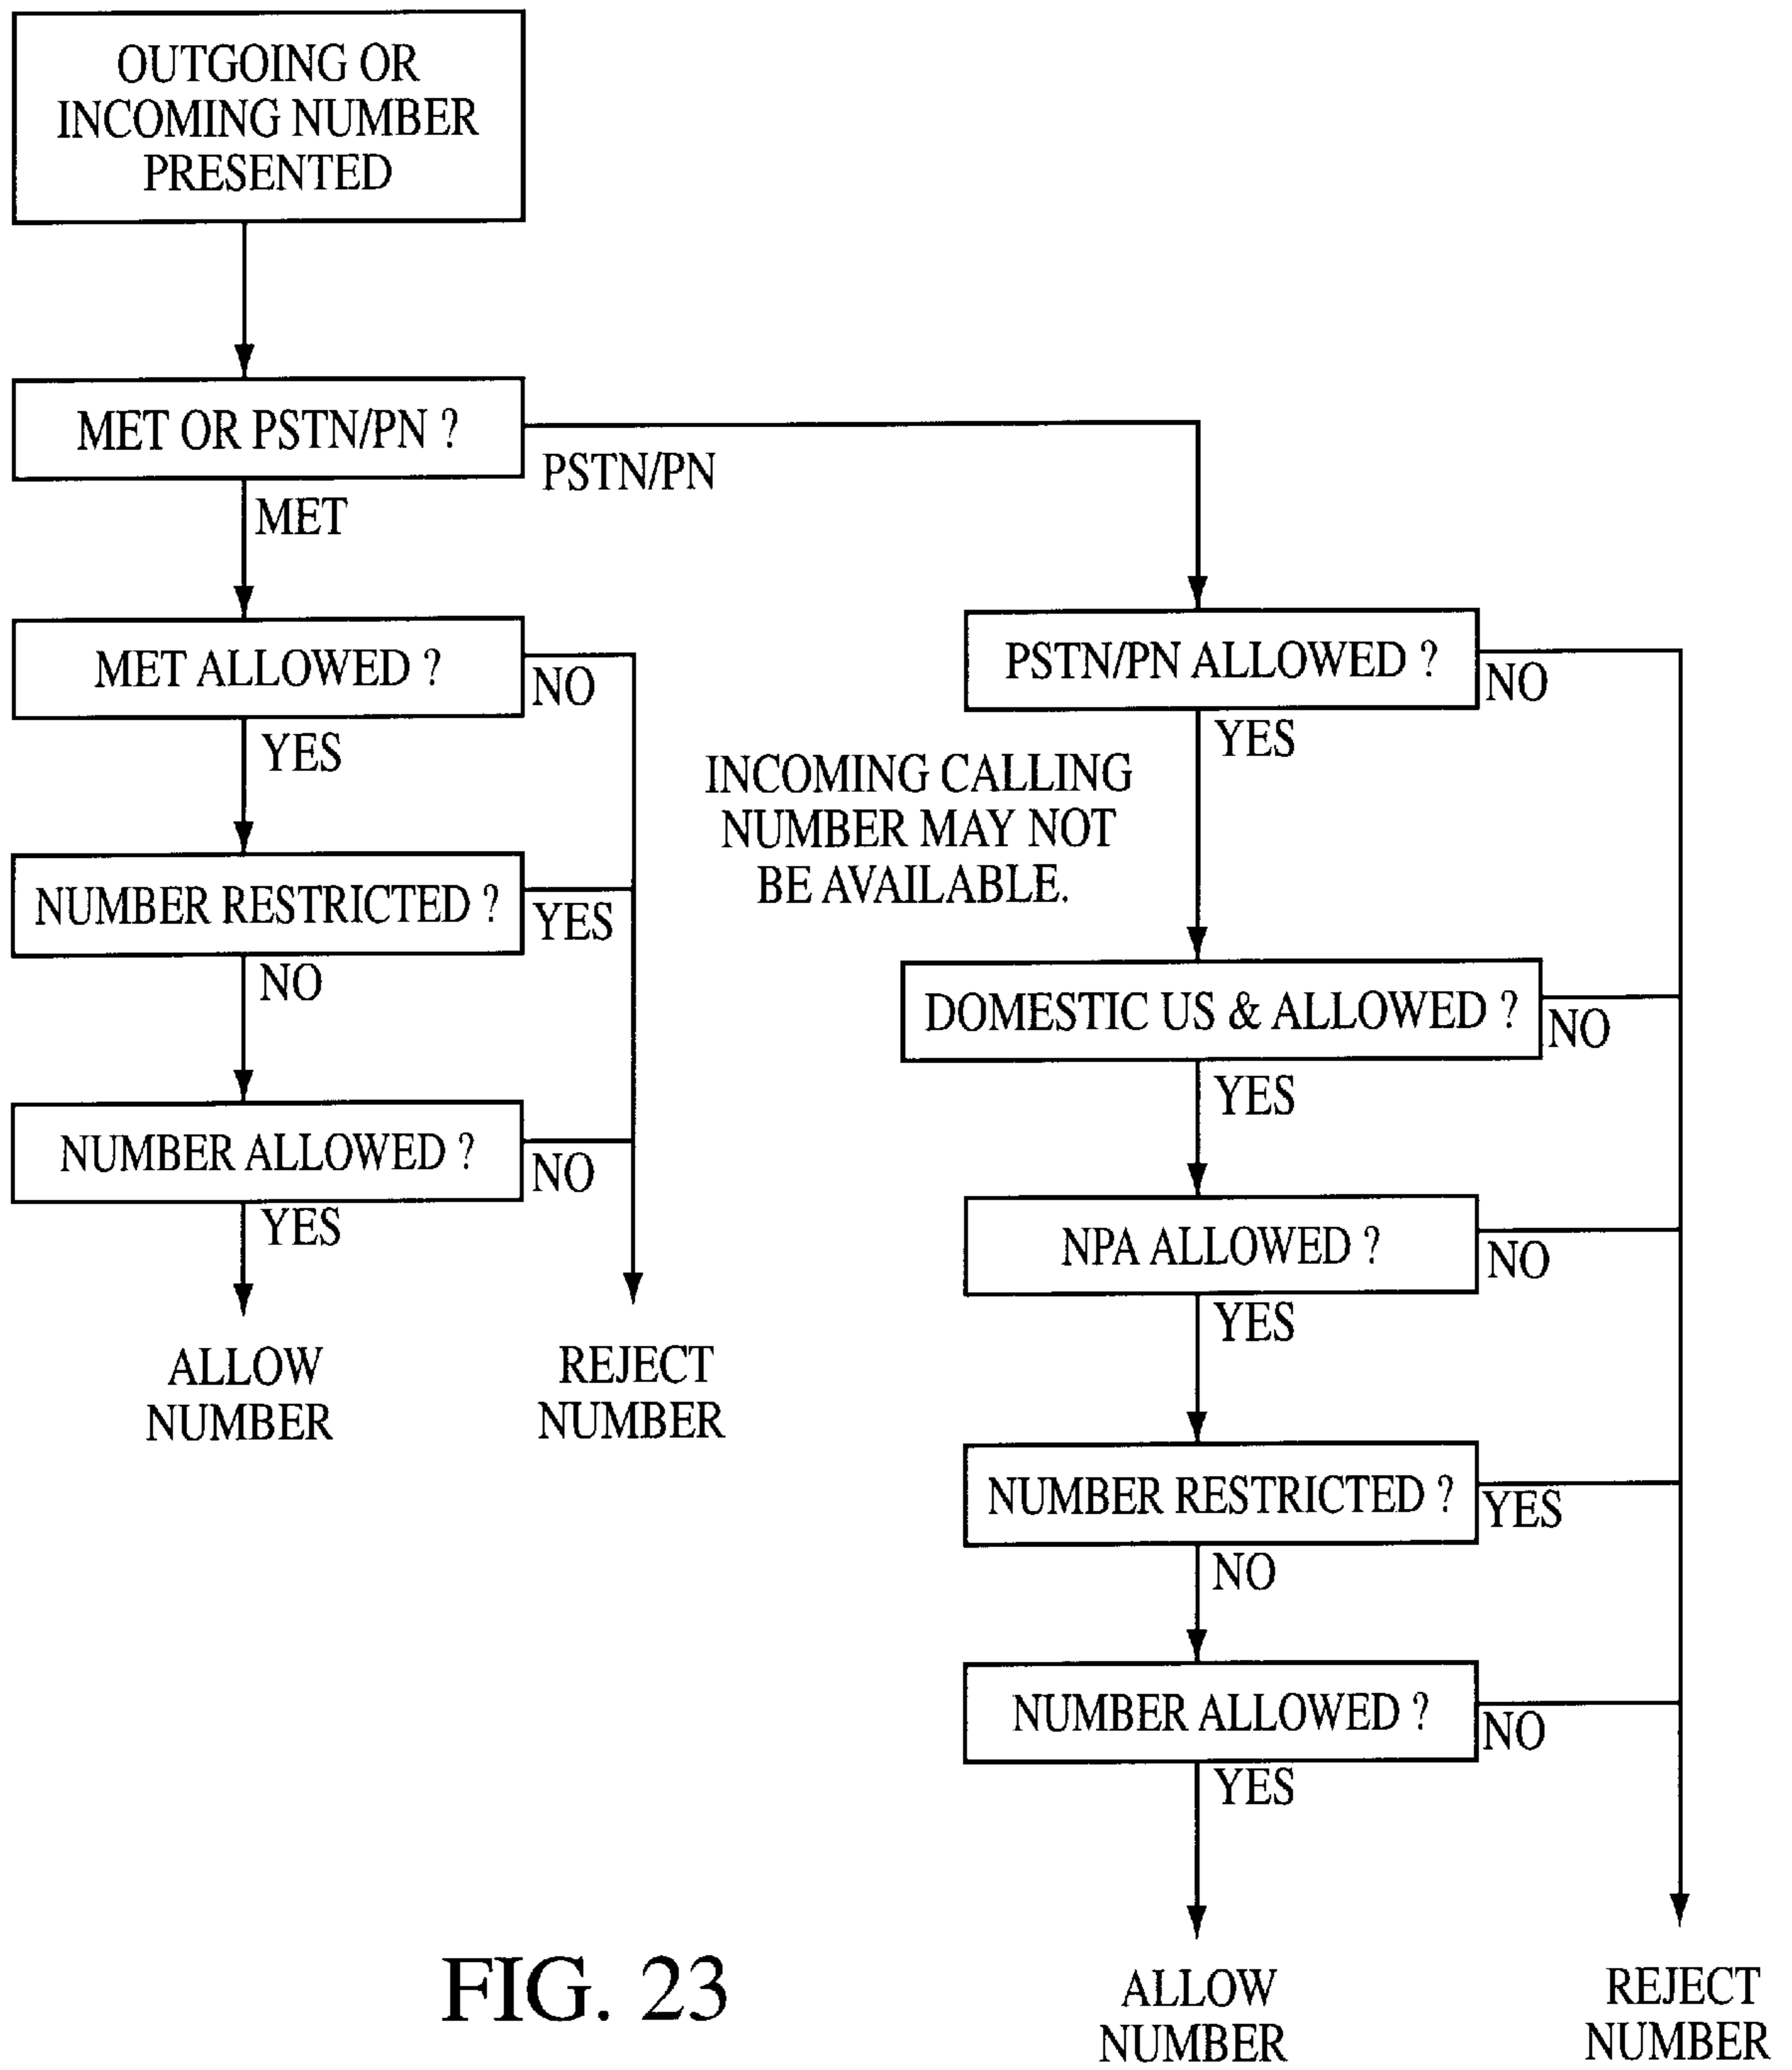 OUTGOING OR
INCOMING NUMBER
PRESENTED
MET OR PSTN/PN ?
PSTN/PN
MET
MET ALLOWED ?
NO
YES
NUMBER RESTRICTED ?
YES
NO
NUMBER ALLOWED ?
NO
YES
ALLOW
NUMBER
REJECT
NUMBER
PSTN/PN ALLOWED ?
NO
YES
INCOMING CALLING
NUMBER MAY NOT
BE AVAILABLE.
DOMESTIC US & ALLOWED ?
NO
YES
NPA ALLOWED ?
NO
YES
NUMBER RESTRICTED ?
YES
NO
NUMBER ALLOWED ?
NO
YES
ALLOW
NUMBER
REJECT
NUMBER
FIG. 23